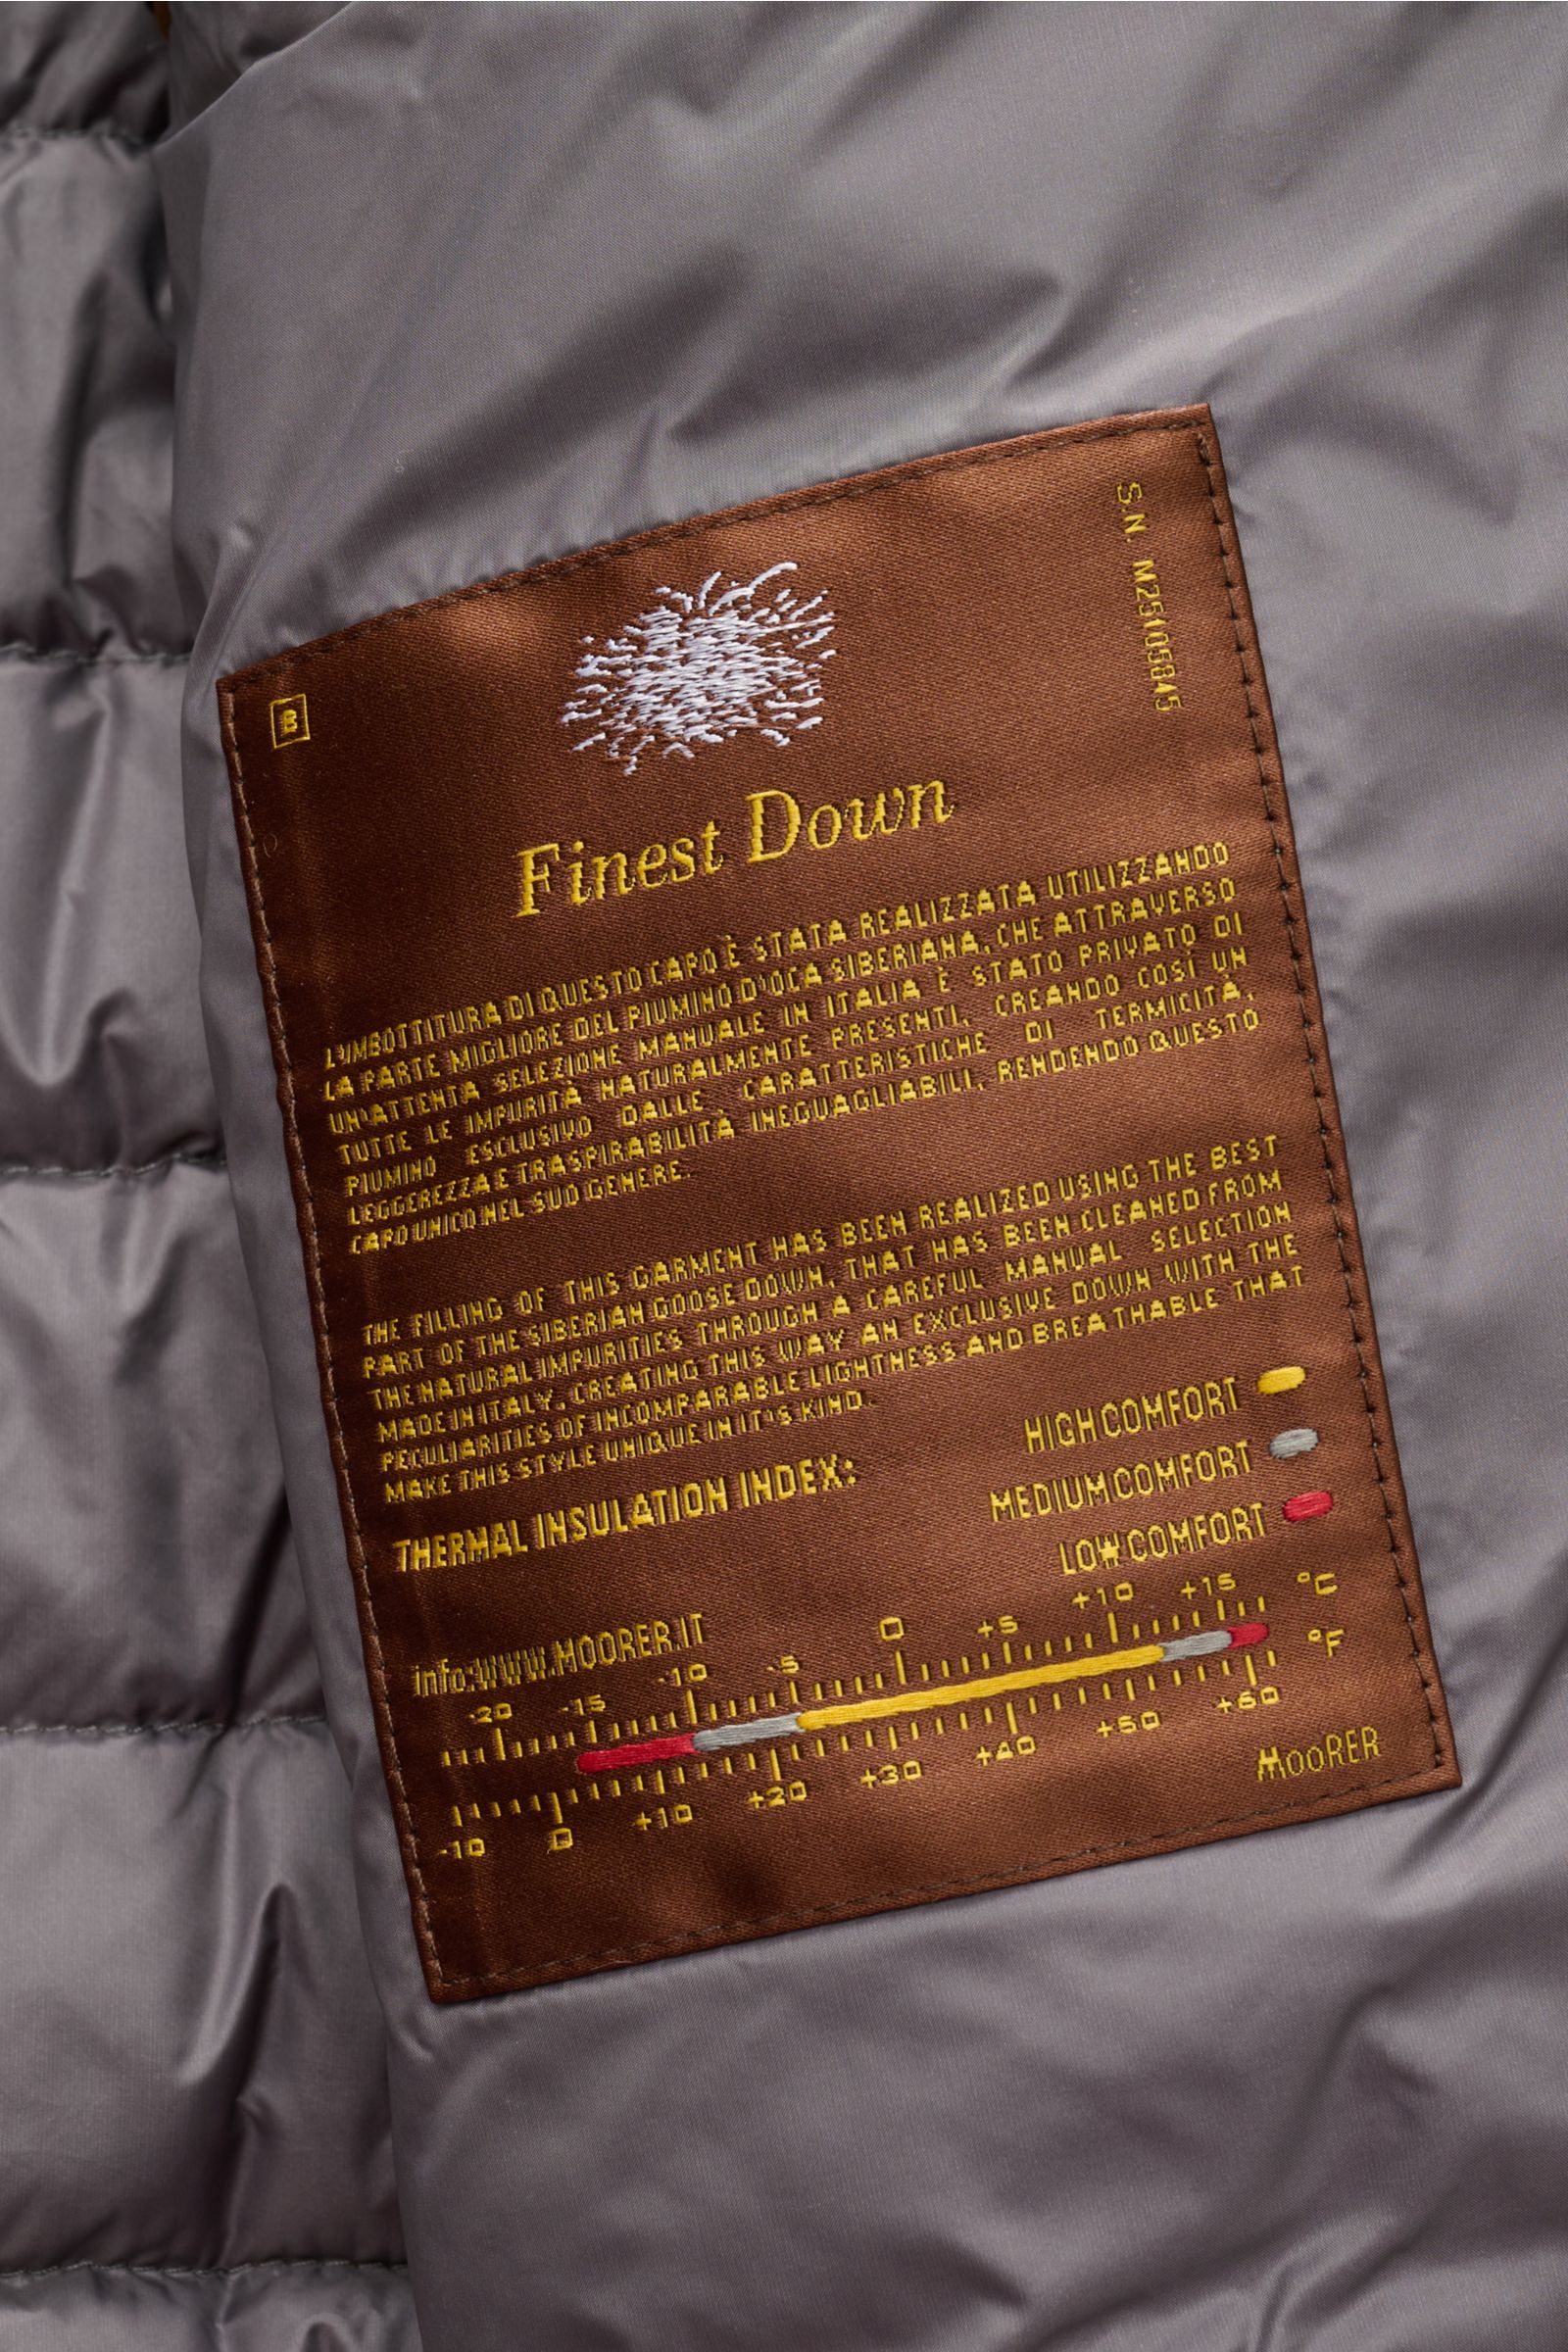 S.N. M25105845
B
Finest Down
L'IMBOTTITURA DI QUESTO CAPO È STATA REALIZZATA UTILIZZANDO
LA PARTE MIGLIORE DEL PIUMINO D'OCA SIBERIANA, CHE ATTRAVERSO
UN'ATTENTA SELEZIONE MANUALE IN ITALIA È STATO PRIVATO DI
TUTTE LE IMPURITÀ NATURALMENTE PRESENTI, CREANDO COSÍ UN
PIUMINO ESCLUSIVO DALLE CARATTERISTICHE DI TERMICITÀ,
LEGGEREZZA E TRASPIRABILITÀ INEGUAGLIABILI, RENDENDO QUESTO
CAPO UNICO NEL SUO GENERE.
THE FILLING OF THIS GARMENT HAS BEEN REALIZED USING THE BEST
PART OF THE SIBERIAN GOOSE DOWN, THAT HAS BEEN CLEANED FROM
THE NATURAL IMPURITIES THROUGH A CAREFUL MANUAL SELECTION
MADE IN ITALY, CREATING THIS WAY AN EXCLUSIVE DOWN WITH THE
PECULIARITIES OF INCOMPARABLE LIGHTNESS AND BREATHABLE THAT
MAKE THIS STYLE UNIQUE IN IT'S KIND.
THERMAL INSULATION INDEX:
HIGH COMFORT
MEDIUM COMFORT
LOW COMFORT
info:WWW.MOORER.IT
-20 -15 -10 -5 0 +5 +10 +15 °C
-10 0 +10 +20 +30 +40 +50 +60 °F
MOORER